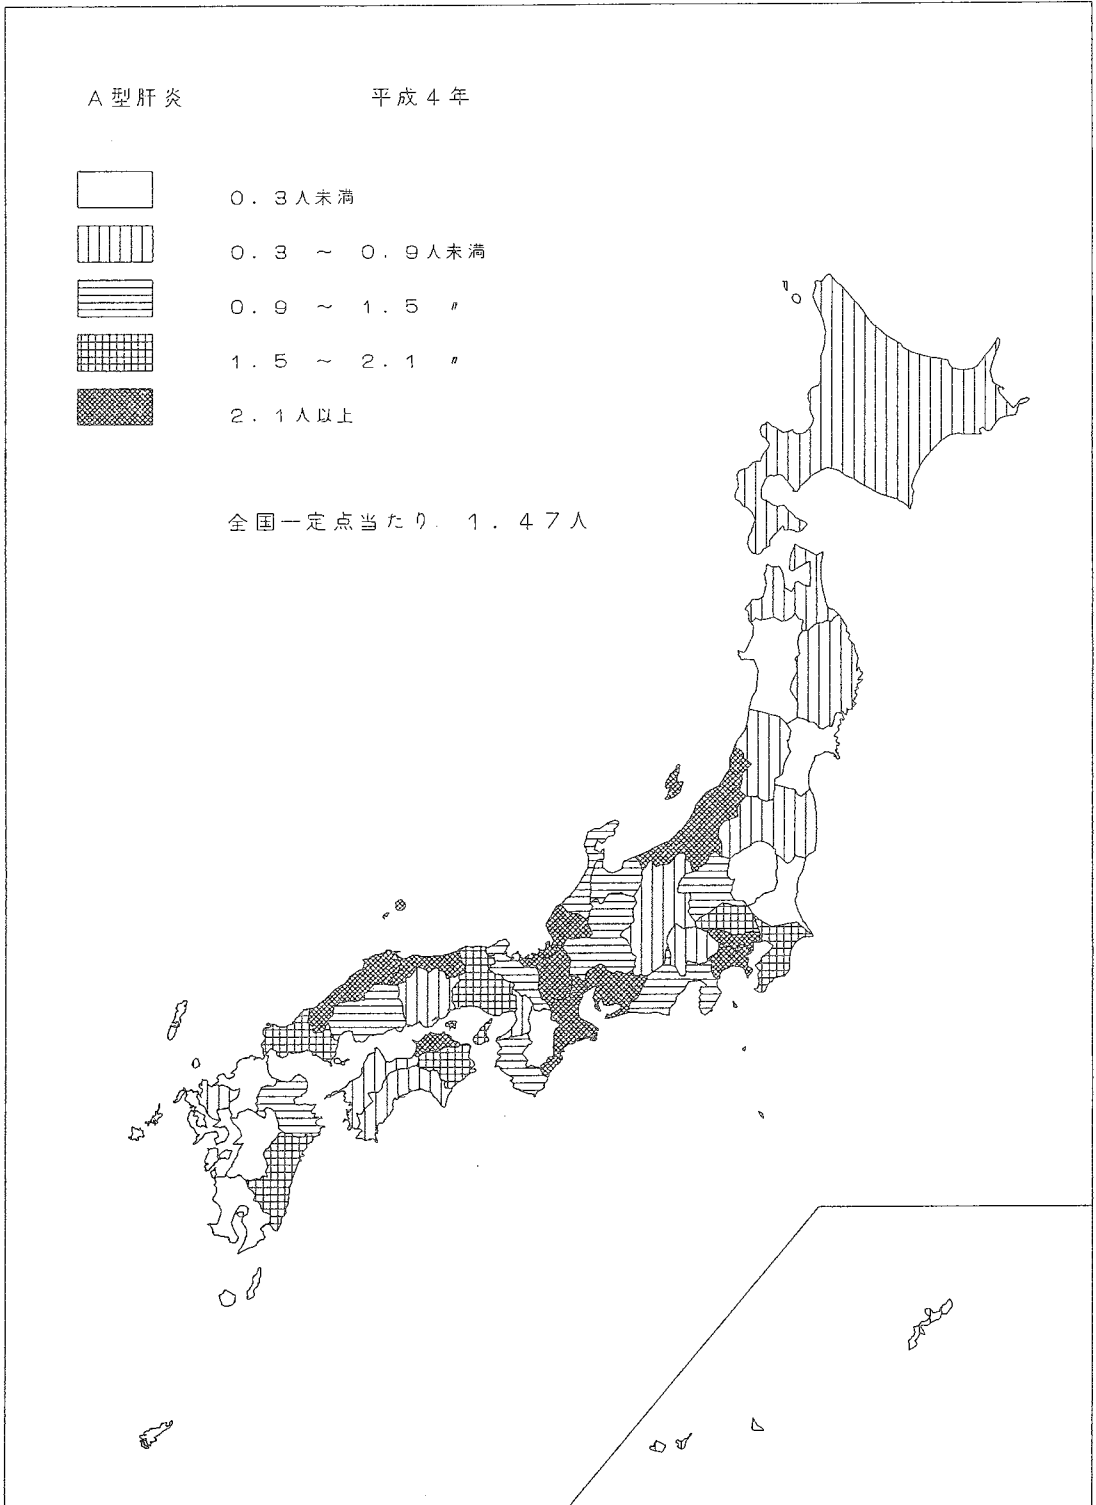 A型肝炎 平成4年
0.3人未満
0.3 ～ 0.9人未満
0.9 ～ 1.5 〃
1.5 ～ 2.1 〃
2.1人以上
全国一定点当たり 1.47人